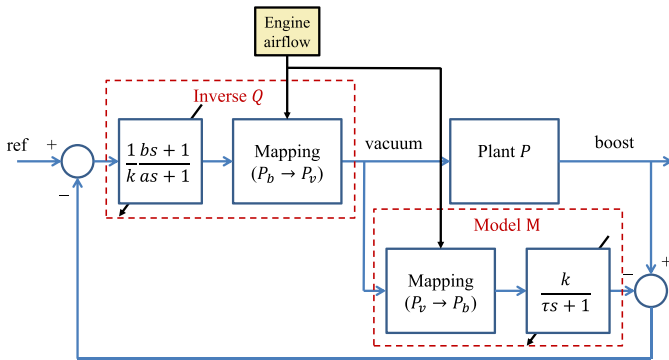 Engine
airflow
Inverse Q
ref
+
−
1/k (bs + 1)/(as + 1)
Mapping
(P_b → P_v)
vacuum
Plant P
boost
Model M
Mapping
(P_v → P_b)
k/(τs + 1)
−
+